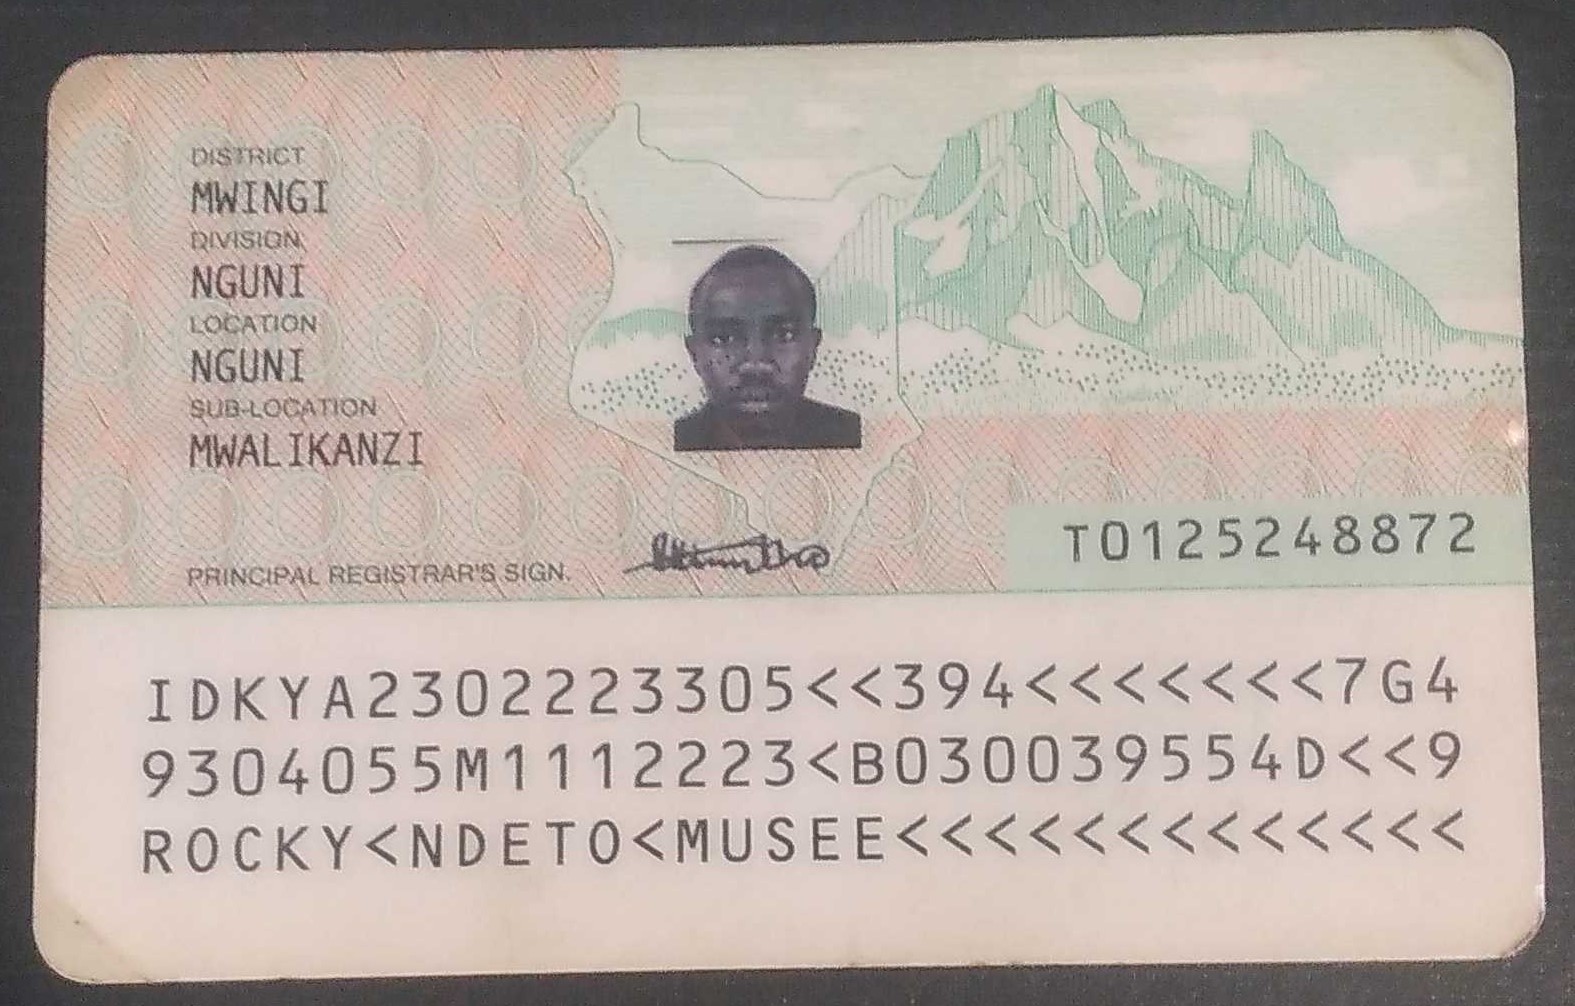 DISTRICT
MWINGI
DIVISION
NGUNI
LOCATION
NGUNI
SUB-LOCATION
MWALIKANZI
PRINCIPAL REGISTRAR'S SIGN.
T0125248872
IDKYA2302223305<<394<<<<<<<7G4
9304055M1112223<B030039554D<<9
ROCKY<NDETO<MUSEE<<<<<<<<<<<<<